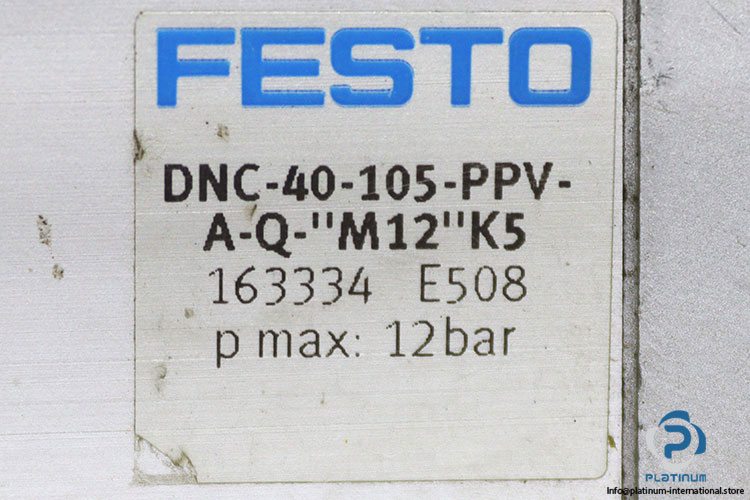 FESTO
DNC-40-105-PPV-
A-Q-"M12"K5
163334 E508
p max: 12bar
PLATINUM
Info@platinum-international.store